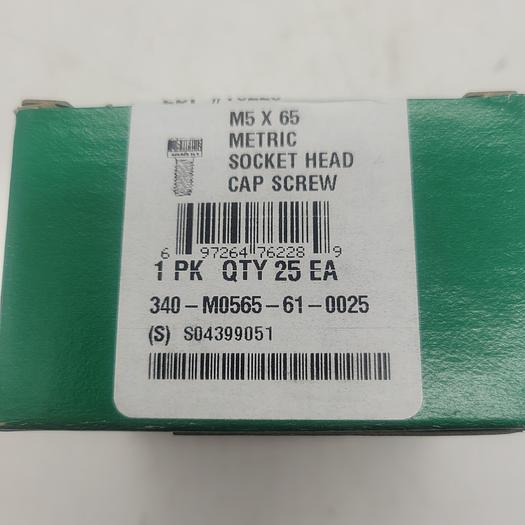 M5 X 65
METRIC
SOCKET HEAD
CAP SCREW
6 97264 76228 9
1 PK QTY 25 EA
340-M0565-61-0025
(S) S04399051